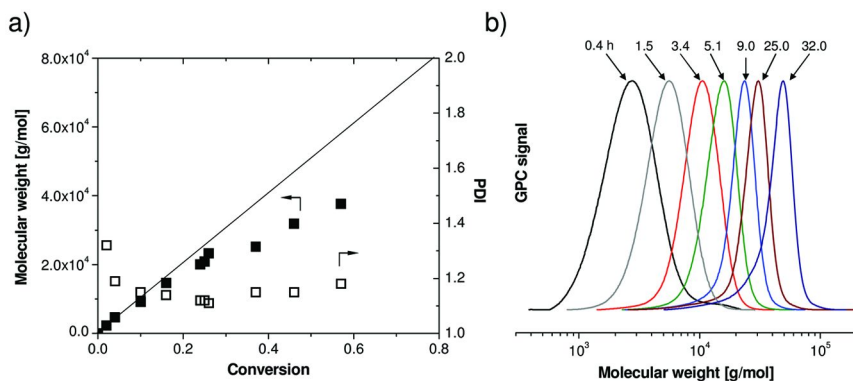 a)
8.0x10⁴
6.0x10⁴
4.0x10⁴
2.0x10⁴
0.0
Molecular weight [g/mol]
0.0 0.2 0.4 0.6 0.8
Conversion
2.0
1.8
1.6
1.4
1.2
1.0
PDI
b)
0.4 h 1.5 3.4 5.1 9.0 25.0 32.0
GPC signal
10³ 10⁴ 10⁵
Molecular weight [g/mol]